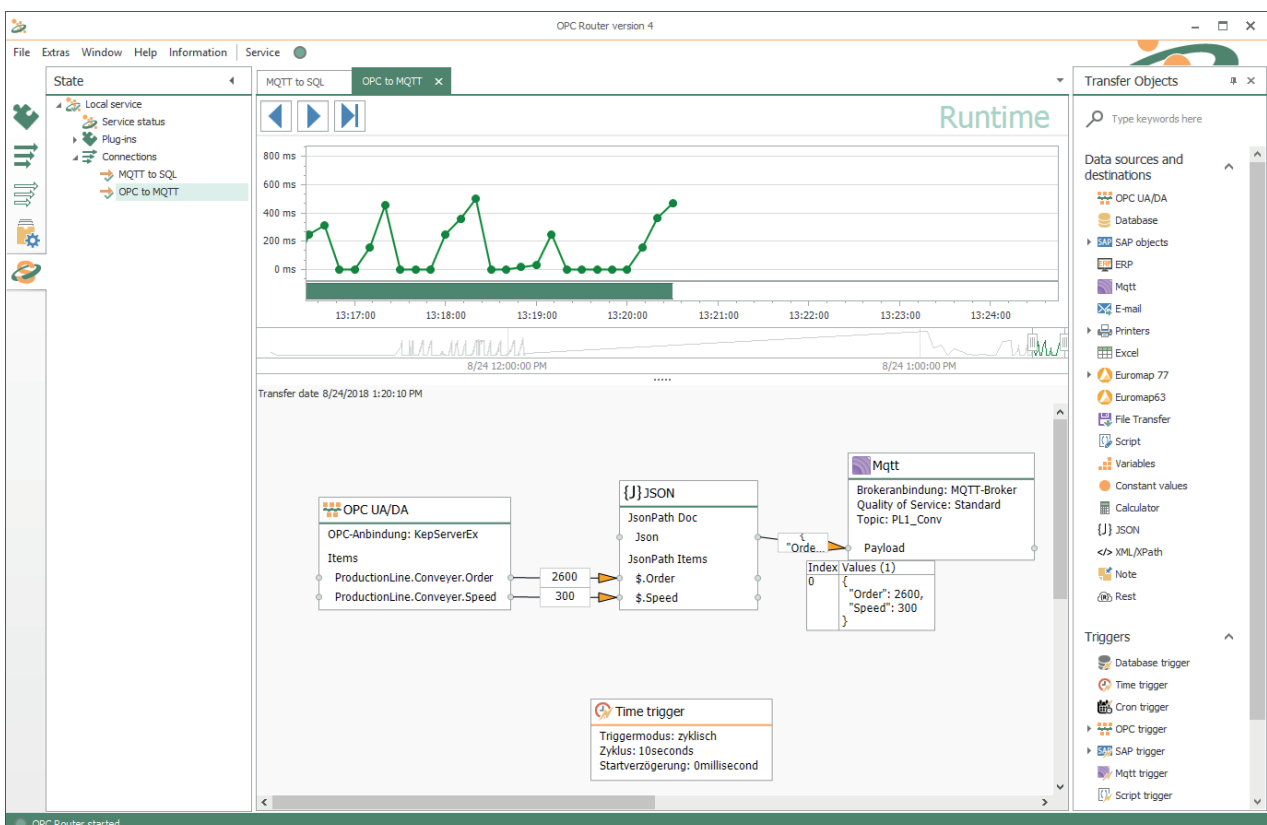 OPC Router version 4
File Extras Window Help Information Service
State
Local service
Service status
Plug-ins
Connections
MQTT to SQL
OPC to MQTT
MQTT to SQL
OPC to MQTT
Runtime
800 ms
600 ms
400 ms
200 ms
0 ms
13:17:00 13:18:00 13:19:00 13:20:00 13:21:00 13:22:00 13:23:00 13:24:00
8/24 12:00:00 PM 8/24 1:00:00 PM
Transfer date 8/24/2018 1:20:10 PM
OPC UA/DA
OPC-Anbindung: KepServerEx
Items
ProductionLine.Conveyer.Order
ProductionLine.Conveyer.Speed
2600
300
{J} JSON
JsonPath Doc
Json
JsonPath Items
$.Order
$.Speed
{
"Orde...
Mqtt
Brokeranbindung: MQTT-Broker
Quality of Service: Standard
Topic: PL1_Conv
Payload
Index Values (1)
0 {
"Order": 2600,
"Speed": 300
}
Time trigger
Triggermodus: zyklisch
Zyklus: 10seconds
Startverzögerung: 0millisecond
Transfer Objects
Type keywords here
Data sources and
destinations
OPC UA/DA
Database
SAP SAP objects
ERP ERP
Mqtt
E-mail
Printers
Excel
Euromap 77
Euromap63
File Transfer
Script
Variables
Constant values
Calculator
{J} JSON
</> XML/XPath
Note
Rest
Triggers
Database trigger
Time trigger
Cron trigger
OPC trigger
SAP SAP trigger
Mqtt trigger
Script trigger
OPC Router started